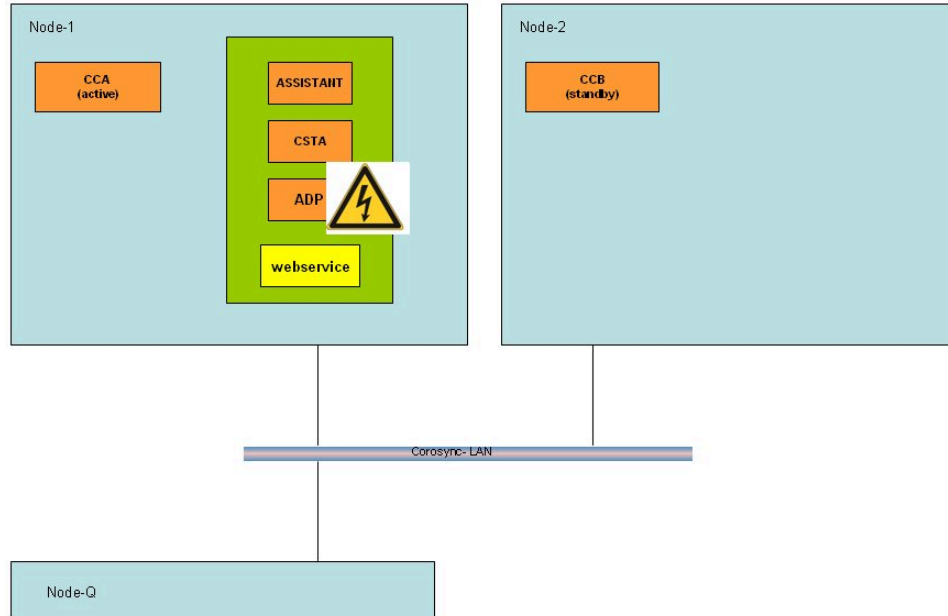 Node-1
CCA
(active)
ASSISTANT
CSTA
ADP
webservice
Node-2
CCB
(standby)
Corosync- LAN
Node-Q